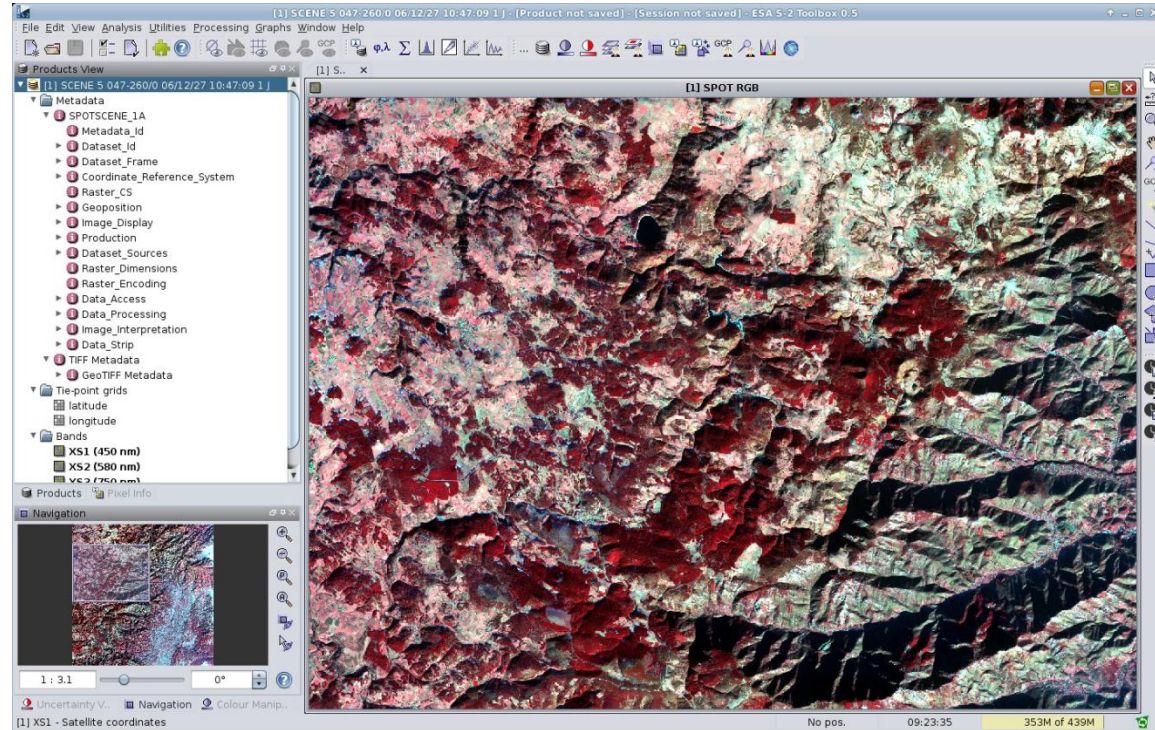 [1] SCENE 5 047-260/0 06/12/27 10:47:09 1 J - [Product not saved] - [Session not saved] - ESA S-2 Toolbox 0.5
File Edit View Analysis Utilities Processing Graphs Window Help
GCP φ,λ Σ ... GCP
Products View
[1] S.. x
[1] SCENE 5 047-260/0 06/12/27 10:47:09 1 J
[1] SPOT RGB
Metadata
SPOTSCENE_1A
Metadata_Id
Dataset_Id
Dataset_Frame
Coordinate_Reference_System
Raster_CS
Geoposition
Image_Display
Production
Dataset_Sources
Raster_Dimensions
Raster_Encoding
Data_Access
Data_Processing
Image_Interpretation
Data_Strip
TIFF Metadata
GeoTIFF Metadata
Tie-point grids
latitude
longitude
Bands
XS1 (450 nm)
XS2 (580 nm)
XS3 (750 nm)
Products Pixel Info
Navigation
1 : 3.1 0°
Uncertainty V.. Navigation Colour Manip..
[1] XS1 - Satellite coordinates No pos. 09:23:35 353M of 439M